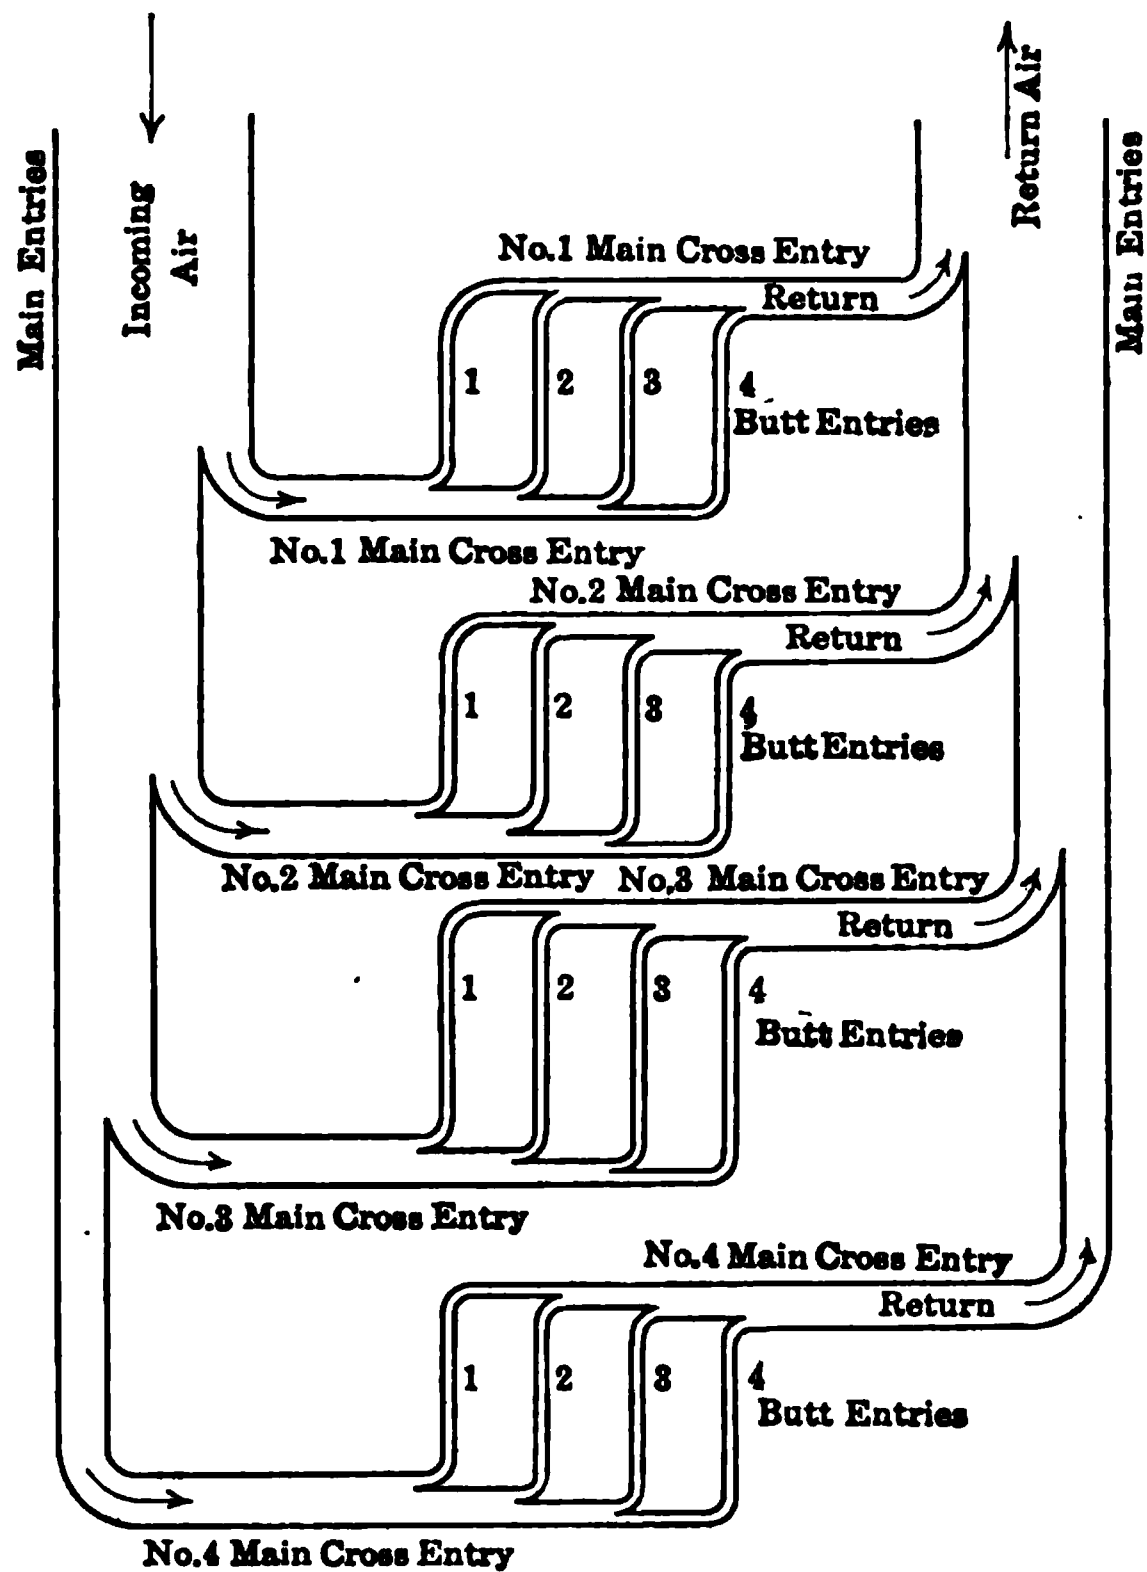 Main Entries
Incoming
Air
Return Air
Main Entries
No.1 Main Cross Entry
Return
1 2 3 4
Butt Entries
No.1 Main Cross Entry
No.2 Main Cross Entry
Return
1 2 3 4
Butt Entries
No.2 Main Cross Entry
No.3 Main Cross Entry
Return
1 2 3 4
Butt Entries
No.3 Main Cross Entry
No.4 Main Cross Entry
Return
1 2 3 4
Butt Entries
No.4 Main Cross Entry